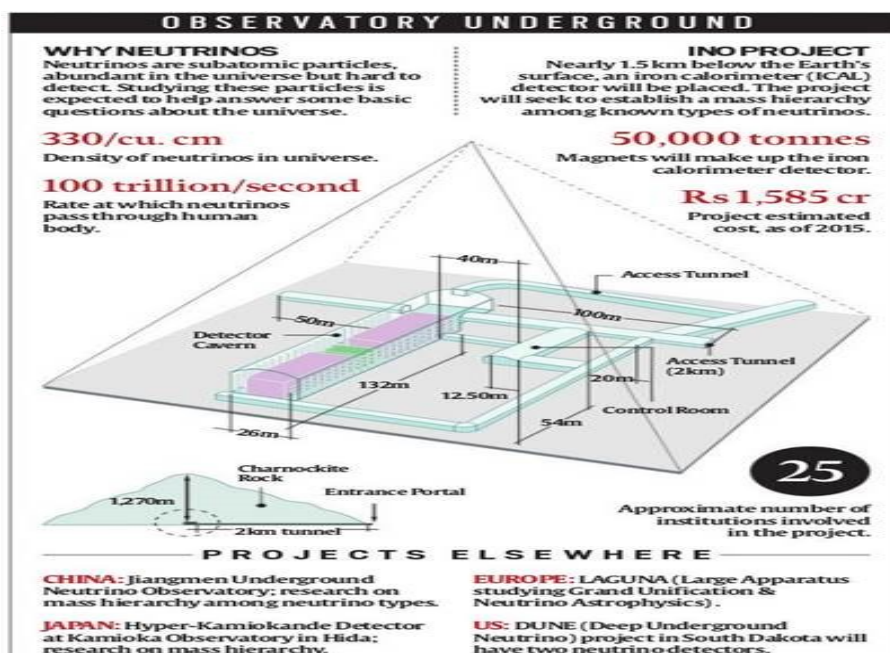 OBSERVATORY UNDERGROUND
WHY NEUTRINOS
Neutrinos are subatomic particles,
abundant in the universe but hard to
detect. Studying these particles is
expected to help answer some basic
questions about the universe.
330/cu. cm
Density of neutrinos in universe.
100 trillion/second
Rate at which neutrinos
pass through human
body.
INO PROJECT
Nearly 1.5 km below the Earth's
surface, an iron calorimeter (ICAL)
detector will be placed. The project
will seek to establish a mass hierarchy
among known types of neutrinos.
50,000 tonnes
Magnets will make up the iron
calorimeter detector.
Rs 1,585 cr
Project estimated
cost, as of 2015.
40m
Access Tunnel
50m
100m
Detector
Cavern
Access Tunnel
(2km)
132m
12.50m
20m
Control Room
54m
26m
Charnockite
Rock
1,270m
Entrance Portal
2km tunnel
25
Approximate number of
institutions involved
in the project.
PROJECTS ELSEWHERE
CHINA: Jiangmen Underground
Neutrino Observatory; research on
mass hierarchy among neutrino types.
JAPAN: Hyper-Kamiokande Detector
at Kamioka Observatory in Hida;
research on mass hierarchy.
EUROPE: LAGUNA (Large Apparatus
studying Grand Unification &
Neutrino Astrophysics) .
US: DUNE (Deep Underground
Neutrino) project in South Dakota will
have two neutrino detectors.